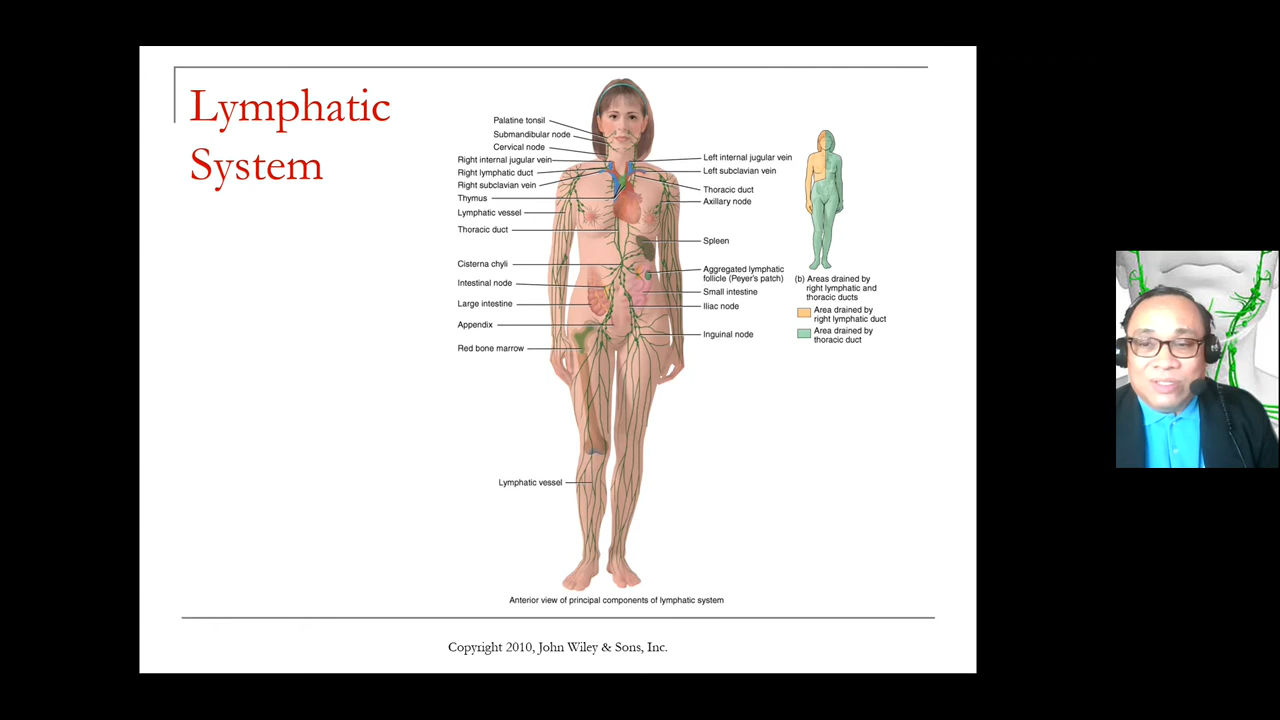 Lymphatic
System
Palatine tonsil
Submandibular node
Cervical node
Right internal jugular vein
Right lymphatic duct
Right subclavian vein
Thymus
Lymphatic vessel
Thoracic duct
Cisterna chyli
Intestinal node
Large intestine
Appendix
Red bone marrow
Lymphatic vessel
Left internal jugular vein
Left subclavian vein
Thoracic duct
Axillary node
Spleen
Aggregated lymphatic
follicle (Peyer's patch)
Small intestine
Iliac node
Inguinal node
(b) Areas drained by
right lymphatic and
thoracic ducts
Area drained by
right lymphatic duct
Area drained by
thoracic duct
Anterior view of principal components of lymphatic system
Copyright 2010, John Wiley & Sons, Inc.